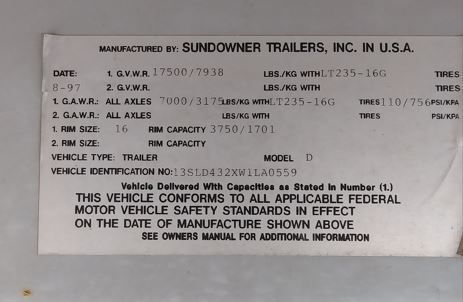 MANUFACTURED BY: SUNDOWNER TRAILERS, INC. IN U.S.A.
DATE: 1. G.V.W.R. 17500/7938 LBS./KG WITH LT235-16G TIRES
8-97 2. G.V.W.R. LBS./KG WITH TIRES
1. G.A.W.R.: ALL AXLES 7000/3175 LBS/KG WITH LT235-16G TIRES 110/756 PSI/KPA
2. G.A.W.R.: ALL AXLES LBS/KG WITH TIRES PSI/KPA
1. RIM SIZE: 16 RIM CAPACITY 3750/1701
2. RIM SIZE: RIM CAPACITY
VEHICLE TYPE: TRAILER MODEL D
VEHICLE IDENTIFICATION NO: 13SLD432XW1LA0559
Vehicle Delivered With Capacities as Stated in Number (1.)
THIS VEHICLE CONFORMS TO ALL APPLICABLE FEDERAL
MOTOR VEHICLE SAFETY STANDARDS IN EFFECT
ON THE DATE OF MANUFACTURE SHOWN ABOVE
SEE OWNERS MANUAL FOR ADDITIONAL INFORMATION